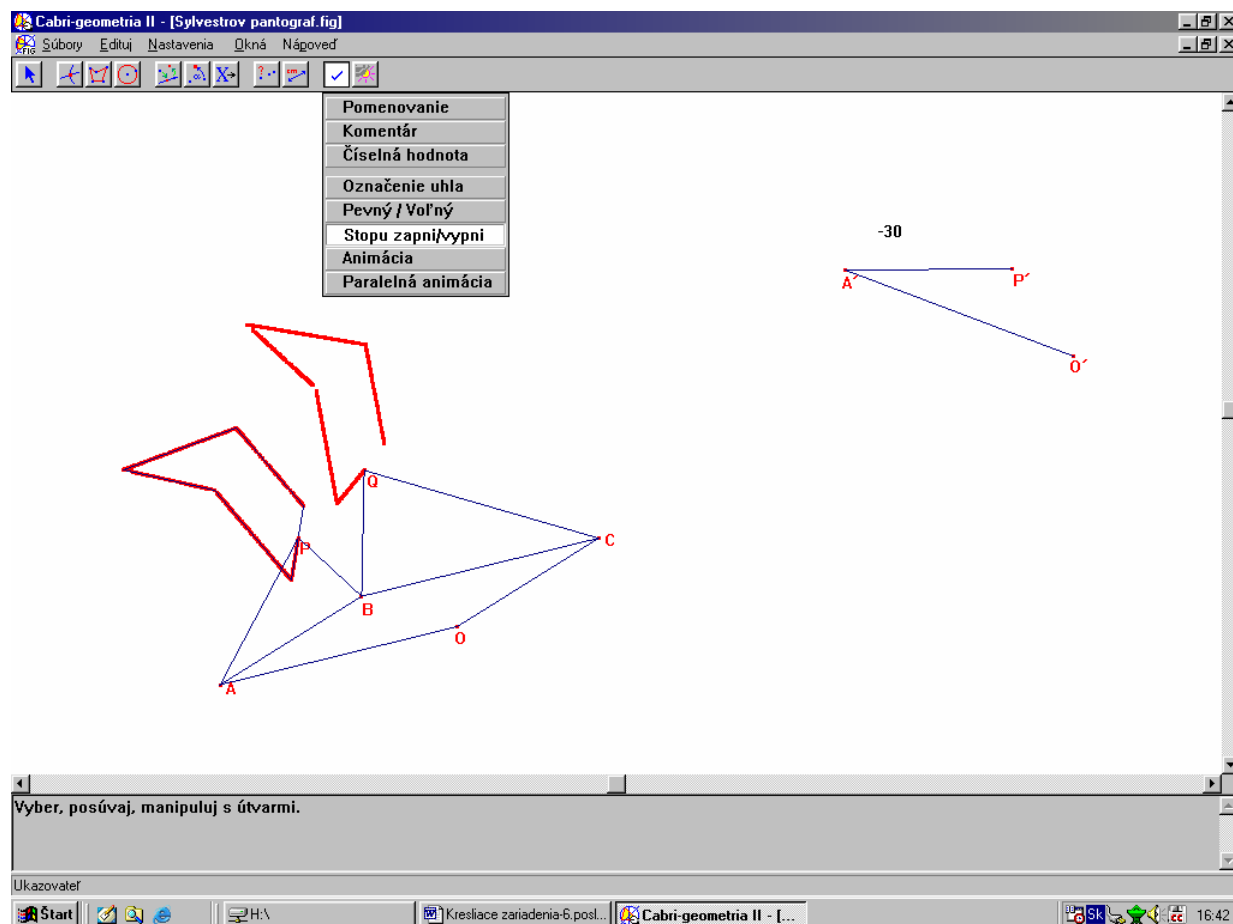 Cabri-geometria II - [Sylvestrov pantograf.fig]
Súbory Edituj Nastavenia Okná Nápoveď
Pomenovanie
Komentár
Číselná hodnota
Označenie uhla
Pevný / Voľný
Stopu zapni/vypni
Animácia
Paralelná animácia
-30
A´
P´
O´
Q
P
C
B
O
A
Vyber, posúvaj, manipuluj s útvarmi.
Ukazovateľ
Štart H:\ Kresliace zariadenia-6.posl... Cabri-geometria II - [... Sk 16:42